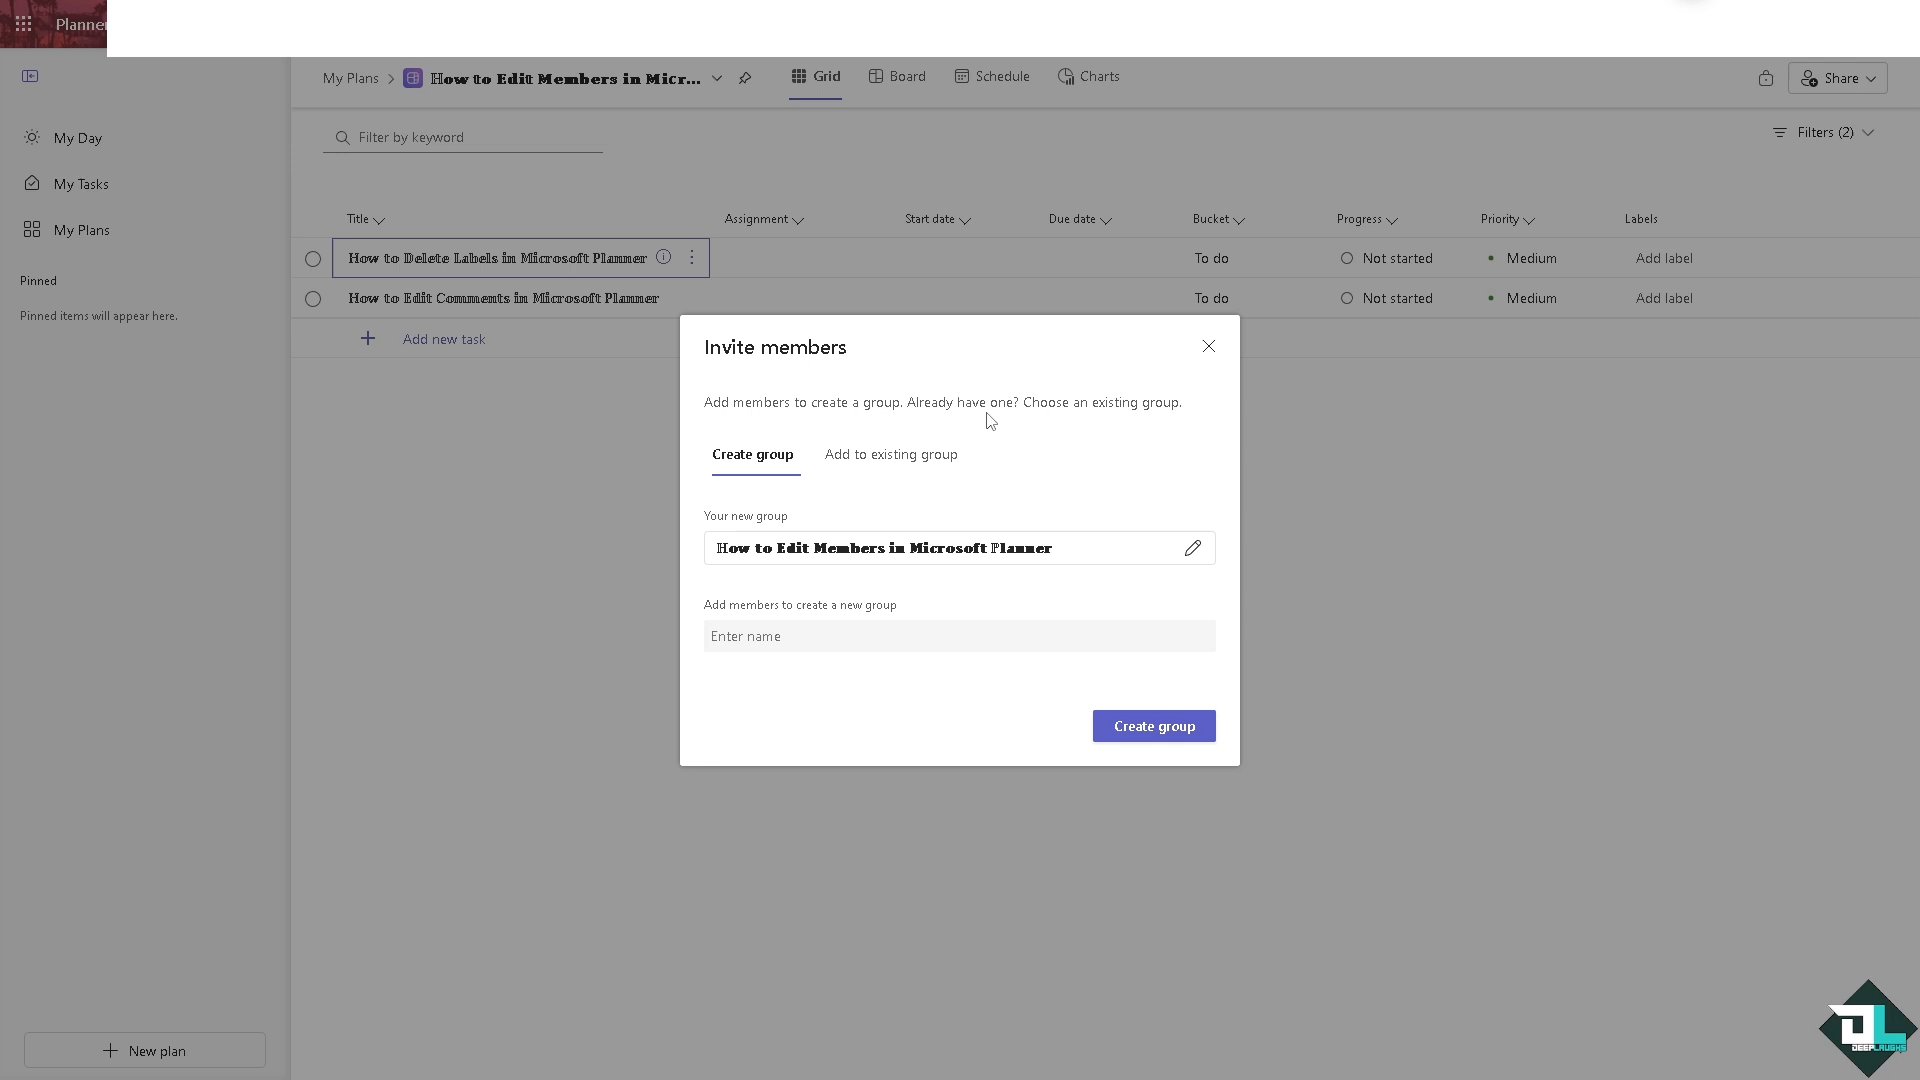 Planner
My Plans > How to Edit Members in Micr...
Grid
Board
Schedule
Charts
Share
My Day
My Tasks
My Plans
Pinned
Pinned items will appear here.
New plan
Filter by keyword
Filters (2)
Title Assignment Start date Due date Bucket Progress Priority Labels
How to Delete Labels in Microsoft Planner To do Not started Medium Add label
How to Edit Comments in Microsoft Planner To do Not started Medium Add label
Add new task
Invite members
Add members to create a group. Already have one? Choose an existing group.
Create group Add to existing group
Your new group
How to Edit Members in Microsoft Planner
Add members to create a new group
Enter name
Create group
DL
DEEPLAUGHS